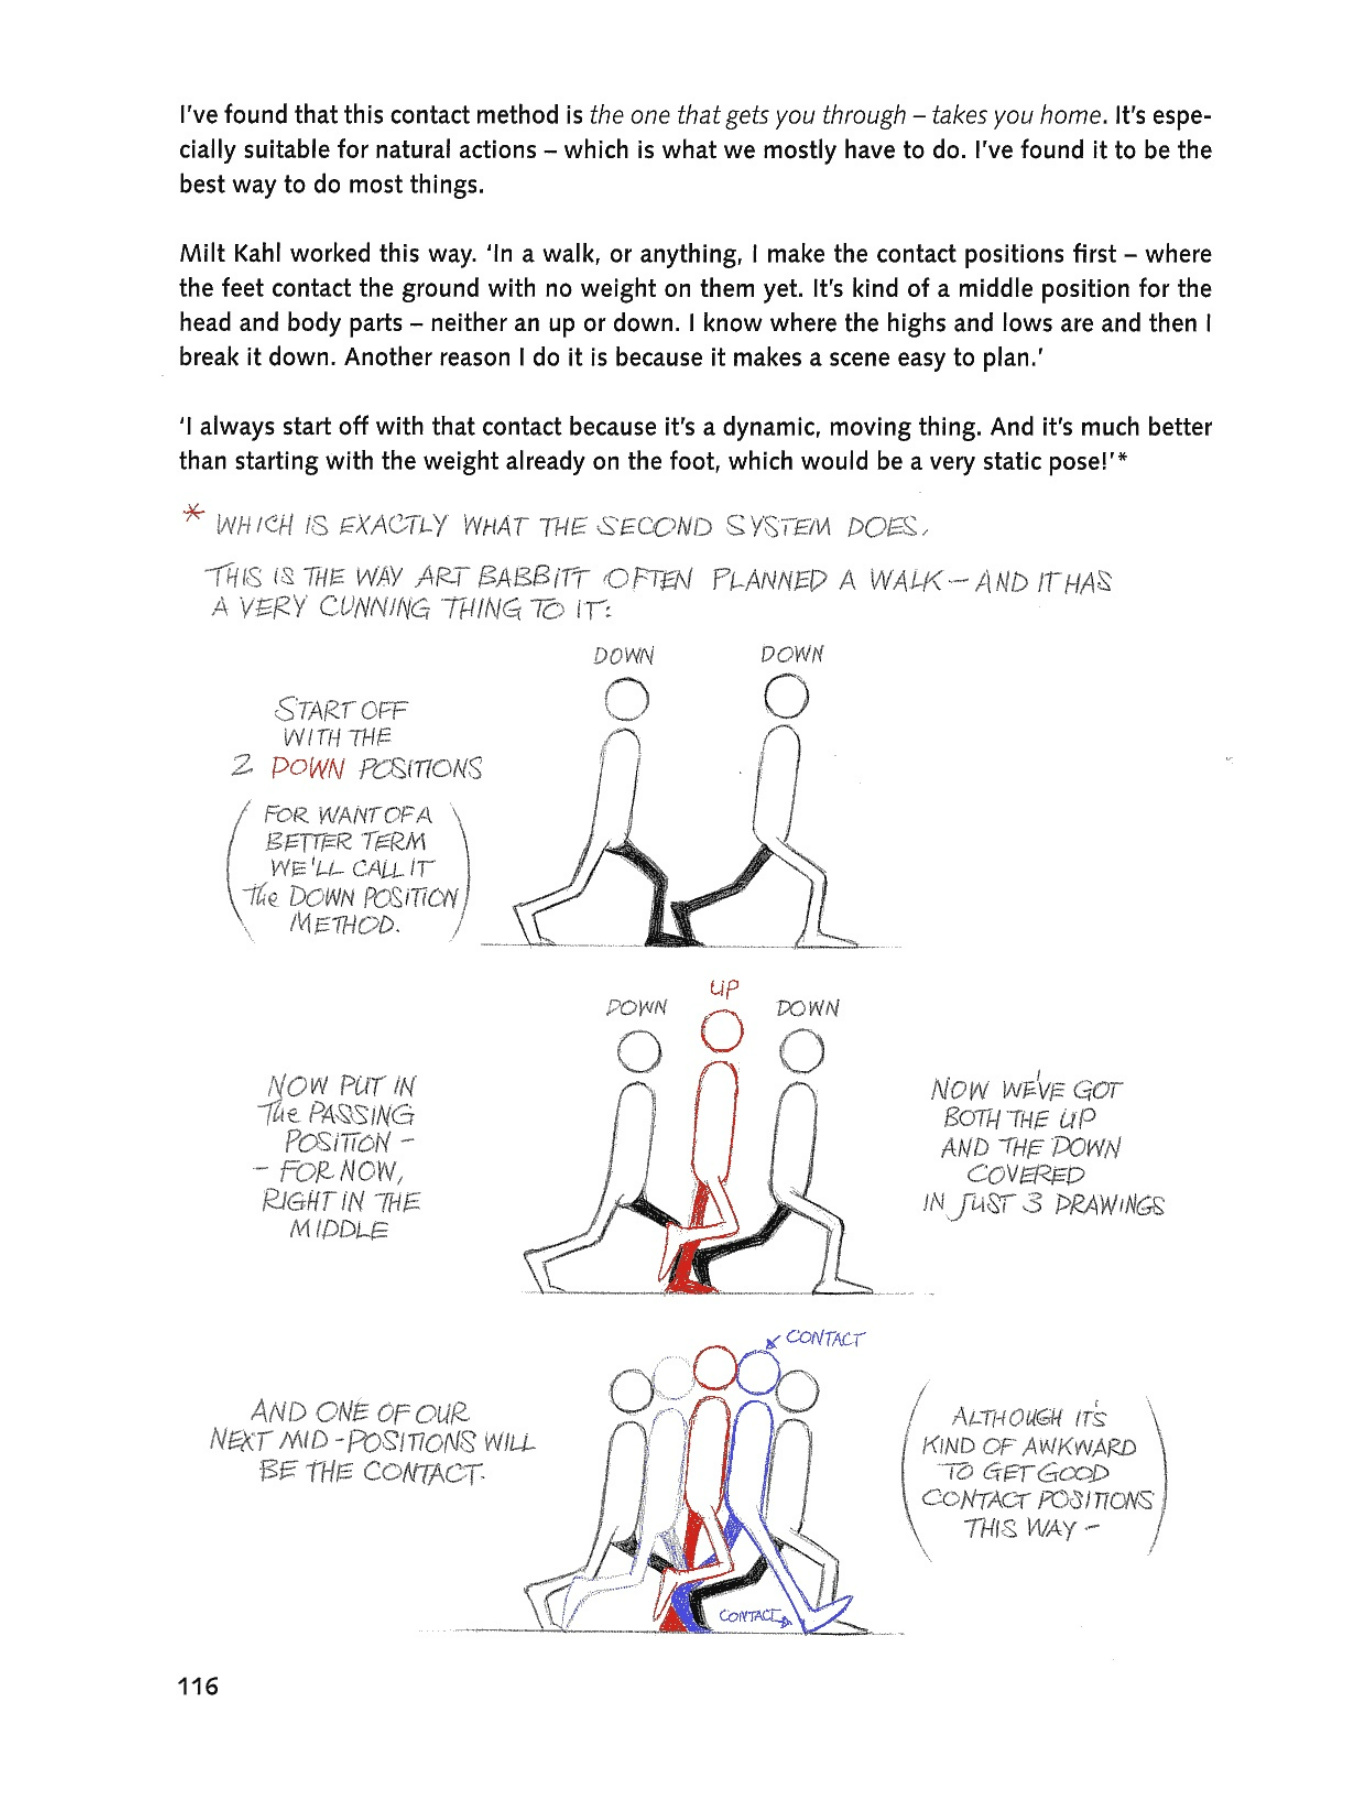 I've found that this contact method is the one that gets you through – takes you home. It's espe-
cially suitable for natural actions – which is what we mostly have to do. I've found it to be the
best way to do most things.
Milt Kahl worked this way. 'In a walk, or anything, I make the contact positions first – where
the feet contact the ground with no weight on them yet. It's kind of a middle position for the
head and body parts – neither an up or down. I know where the highs and lows are and then I
break it down. Another reason I do it is because it makes a scene easy to plan.'
'I always start off with that contact because it's a dynamic, moving thing. And it's much better
than starting with the weight already on the foot, which would be a very static pose!'*
* WHICH IS EXACTLY WHAT THE SECOND SYSTEM DOES.
THIS IS THE WAY ART BABBITT OFTEN PLANNED A WALK – AND IT HAS
A VERY CUNNING THING TO IT:
DOWN DOWN
START OFF
WITH THE
2 DOWN POSITIONS
(FOR WANT OF A
BETTER TERM
WE'LL CALL IT
The DOWN POSITION
METHOD.)
UP
DOWN DOWN
NOW PUT IN
The PASSING
POSITION –
– FOR NOW,
RIGHT IN THE
MIDDLE
NOW WE'VE GOT
BOTH THE UP
AND THE DOWN
COVERED
IN JUST 3 DRAWINGS
CONTACT
AND ONE OF OUR
NEXT MID-POSITIONS WILL
BE THE CONTACT.
(ALTHOUGH IT'S
KIND OF AWKWARD
TO GET GOOD
CONTACT POSITIONS
THIS WAY –)
CONTACT
116